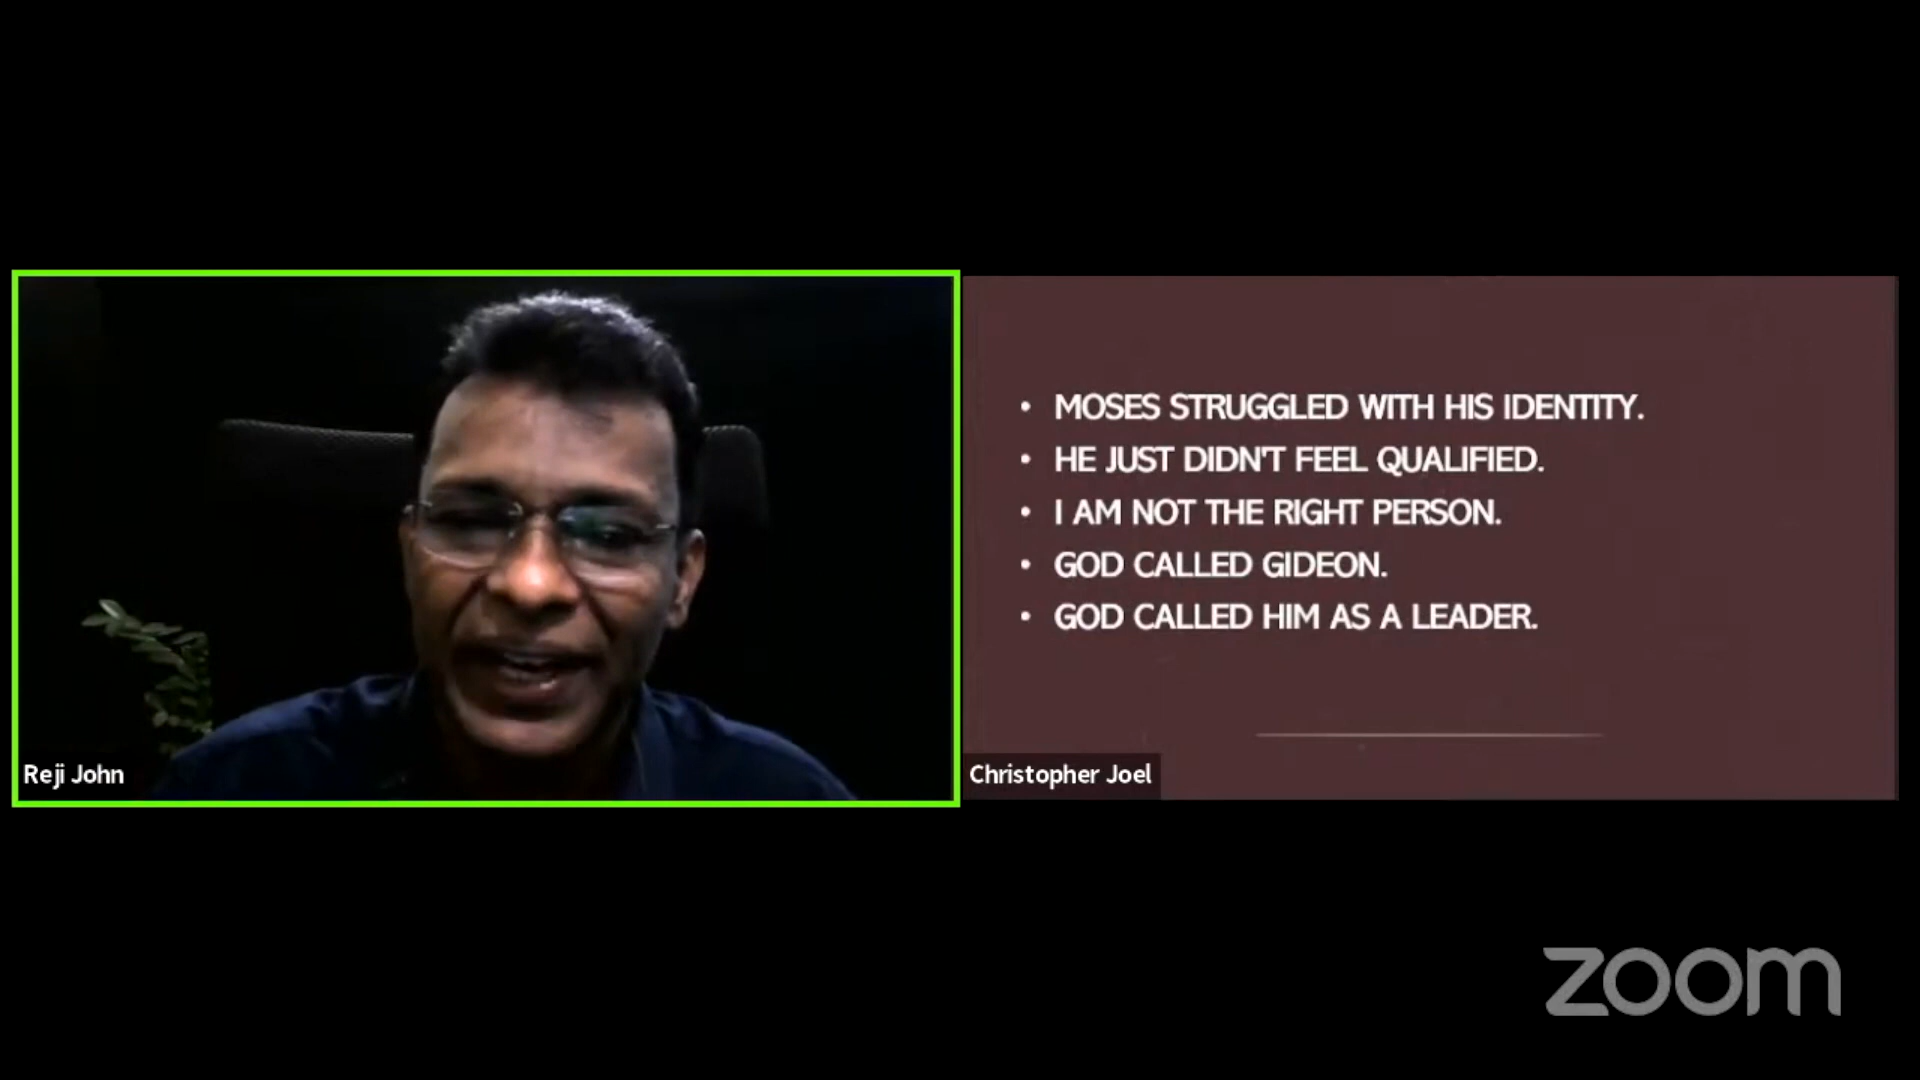 • MOSES STRUGGLED WITH HIS IDENTITY.
• HE JUST DIDN'T FEEL QUALIFIED.
• I AM NOT THE RIGHT PERSON.
• GOD CALLED GIDEON.
• GOD CALLED HIM AS A LEADER.
Reji John
Christopher Joel
zoom